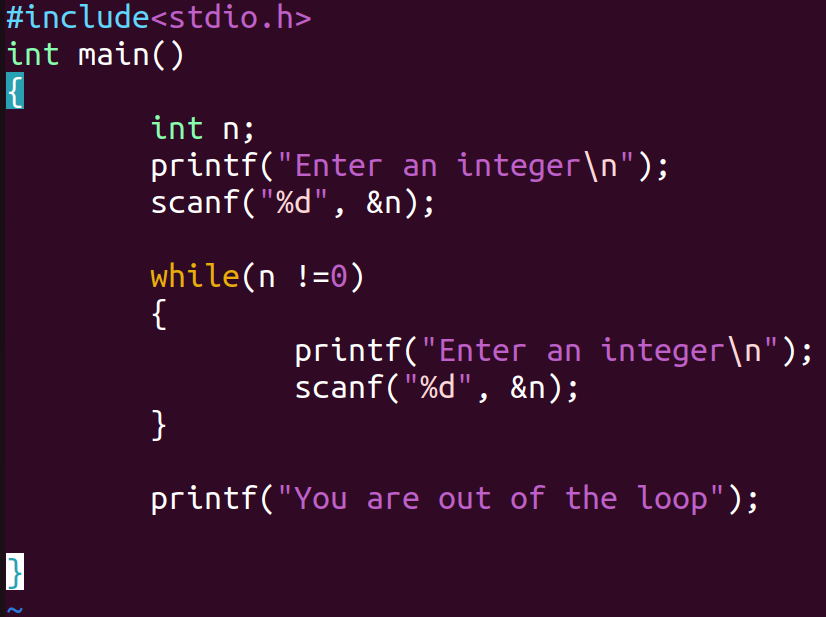 #include<stdio.h>
int main()
{
        int n;
        printf("Enter an integer\n");
        scanf("%d", &n);

        while(n !=0)
        {
                printf("Enter an integer\n");
                scanf("%d", &n);
        }

        printf("You are out of the loop");

}
~